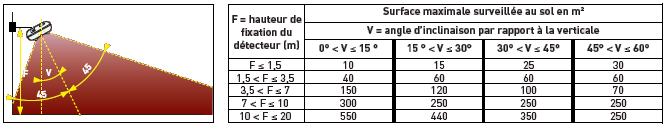 F
V
45
45
F = hauteur de fixation du détecteur (m)
Surface maximale surveillée au sol en m²
V = angle d'inclinaison par rapport à la verticale
0° < V ≤ 15 ° 15 ° < V ≤ 30° 30° < V ≤ 45° 45° < V ≤ 60°
F ≤ 1,5 10 15 25 30
1,5 < F ≤ 3,5 40 60 60 60
3,5 < F ≤ 7 150 120 100 70
7 < F ≤ 10 300 250 250 250
10 < F ≤ 20 550 440 350 250